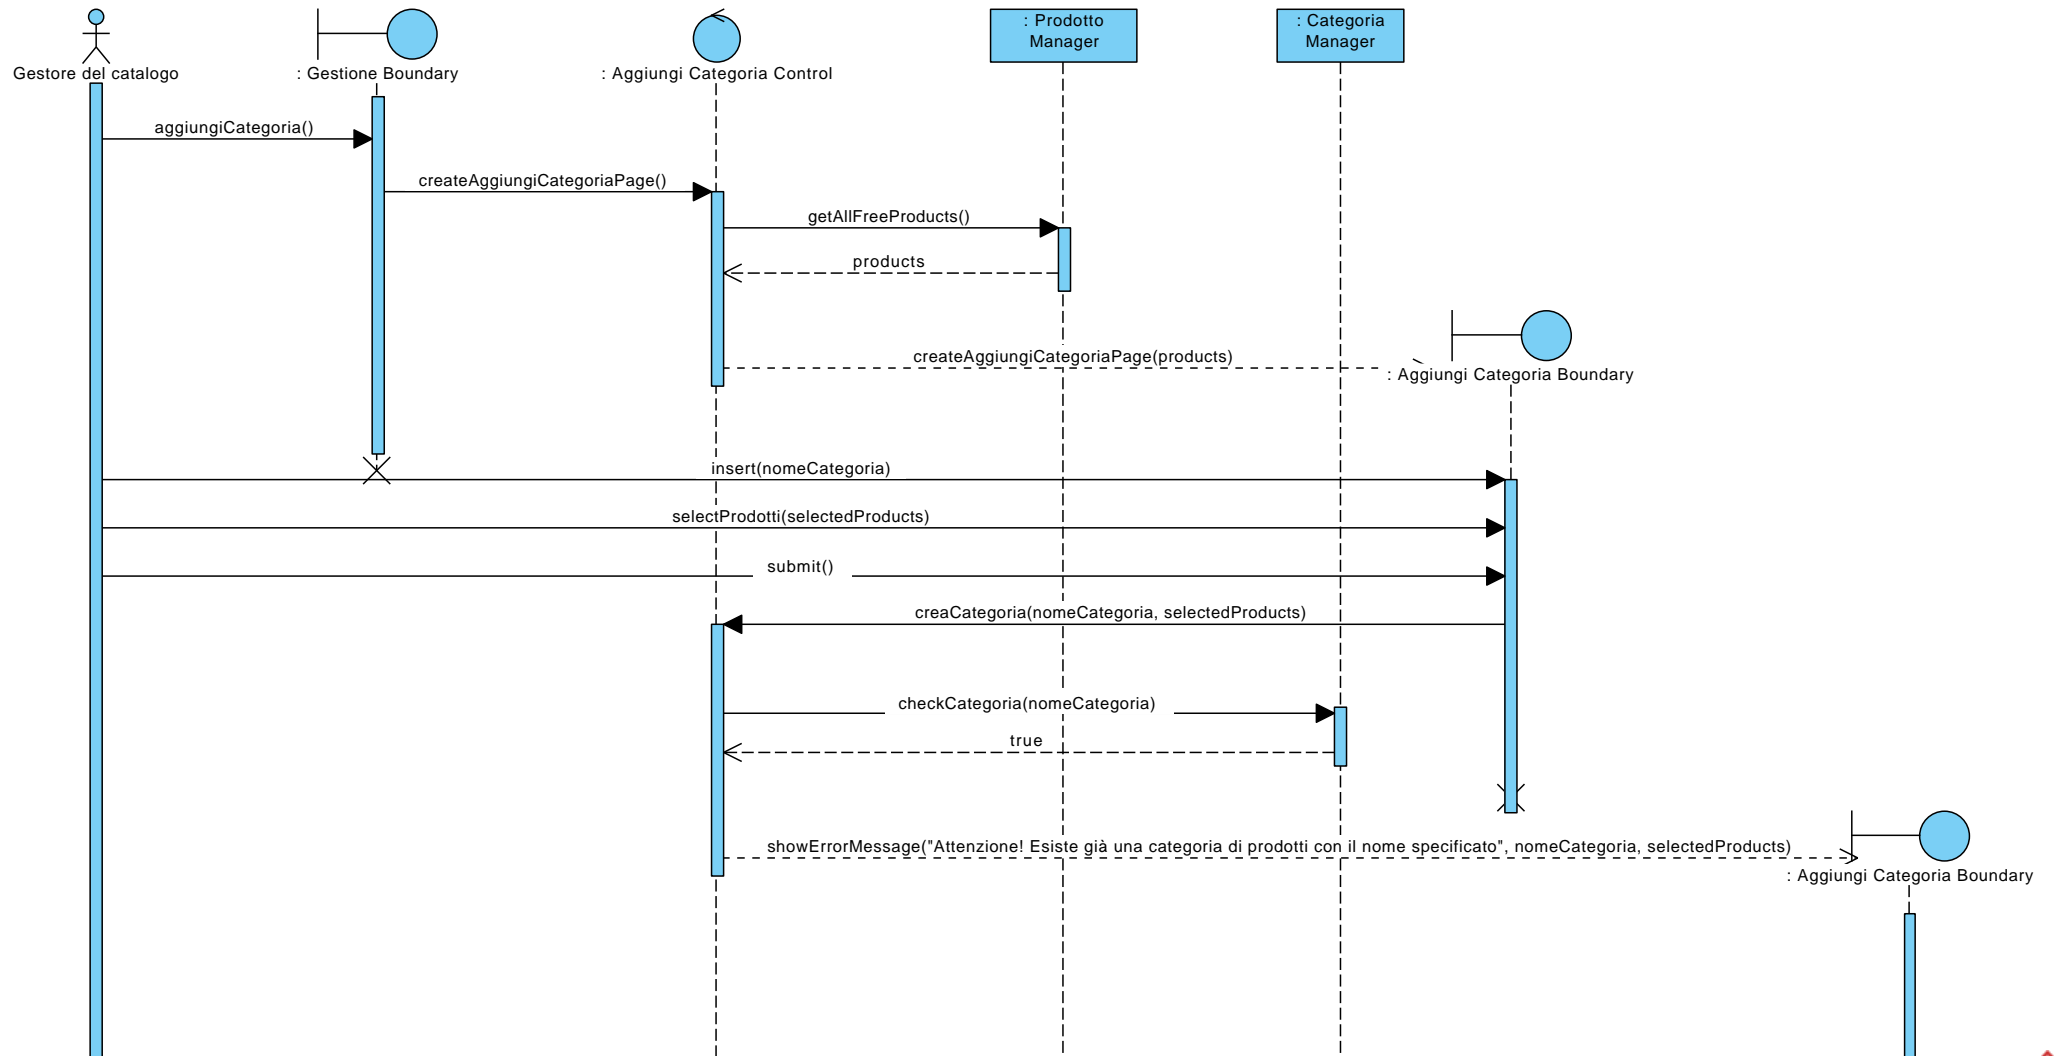 : Prodotto
Manager
: Categoria
Manager
Gestore del catalogo
: Gestione Boundary
: Aggiungi Categoria Control
aggiungiCategoria()
createAggiungiCategoriaPage()
getAllFreeProducts()
products
createAggiungiCategoriaPage(products)
: Aggiungi Categoria Boundary
insert(nomeCategoria)
selectProdotti(selectedProducts)
submit()
creaCategoria(nomeCategoria, selectedProducts)
checkCategoria(nomeCategoria)
true
showErrorMessage("Attenzione! Esiste già una categoria di prodotti con il nome specificato", nomeCategoria, selectedProducts)
: Aggiungi Categoria Boundary